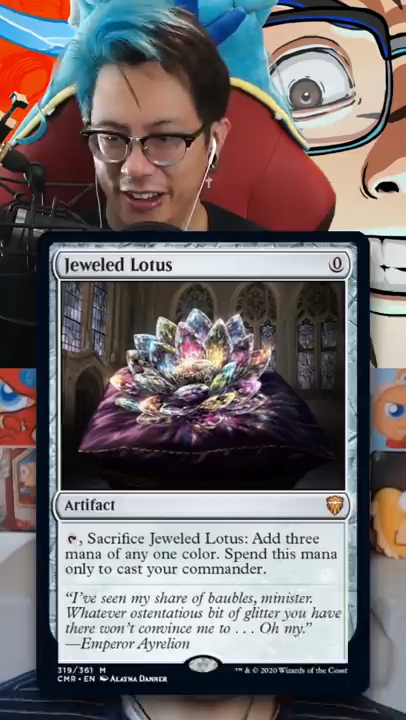 Jeweled Lotus 0
Artifact
, Sacrifice Jeweled Lotus: Add three
mana of any one color. Spend this mana
only to cast your commander.
"I've seen my share of baubles, minister.
Whatever ostentatious bit of glitter you have
there won't convince me to . . . Oh my."
—Emperor Ayrelion
319/361 M
CMR • EN Alayna Danner
™ & © 2020 Wizards of the Coast